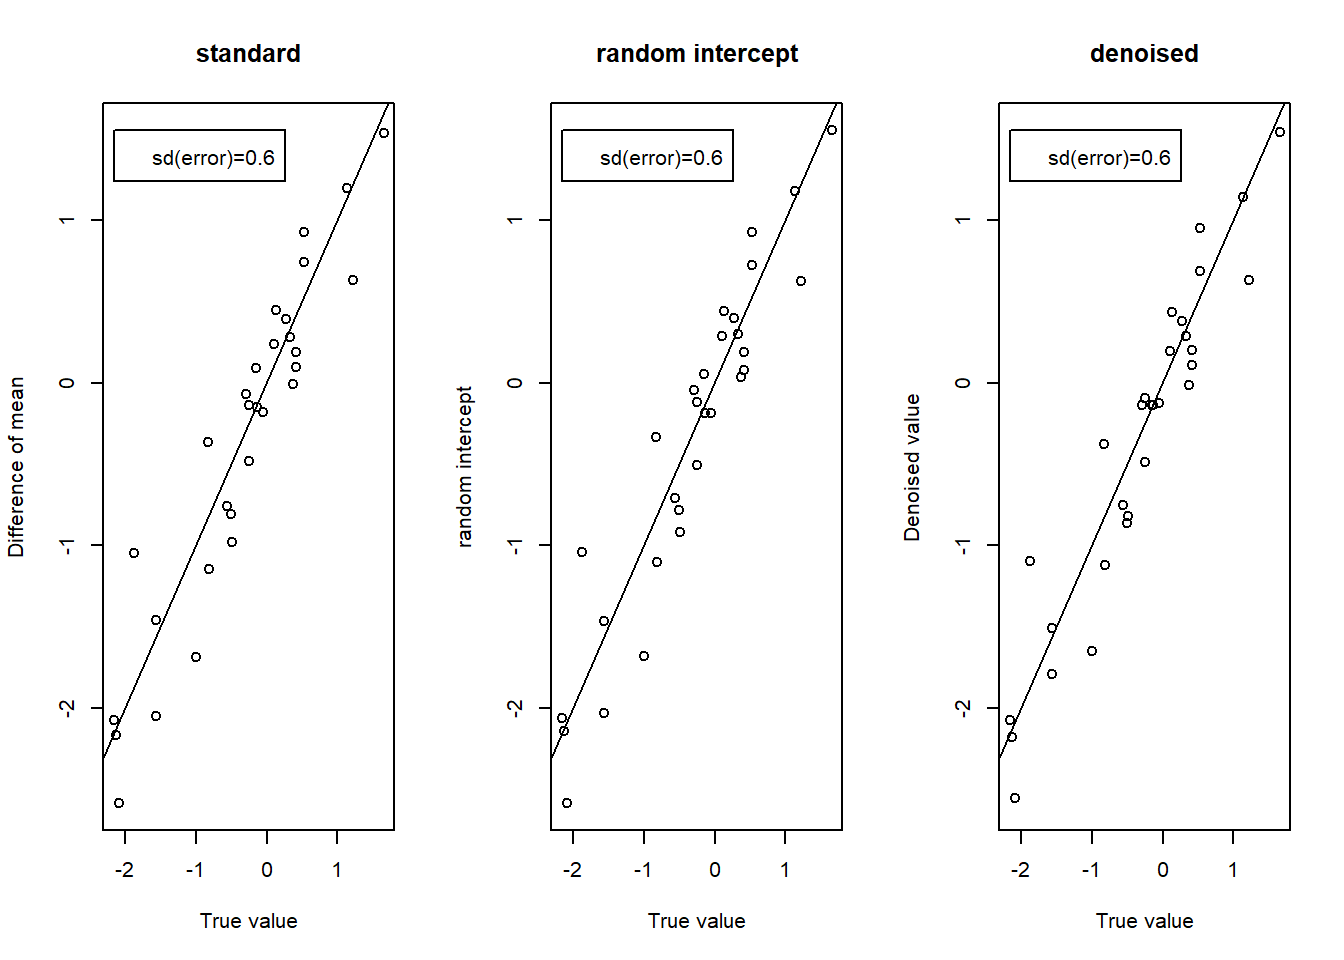 standard
sd(error)=0.6
Difference of mean
1
0
-1
-2
-2 -1 0 1
True value
random intercept
sd(error)=0.6
random intercept
1
0
-1
-2
-2 -1 0 1
True value
denoised
sd(error)=0.6
Denoised value
1
0
-1
-2
-2 -1 0 1
True value